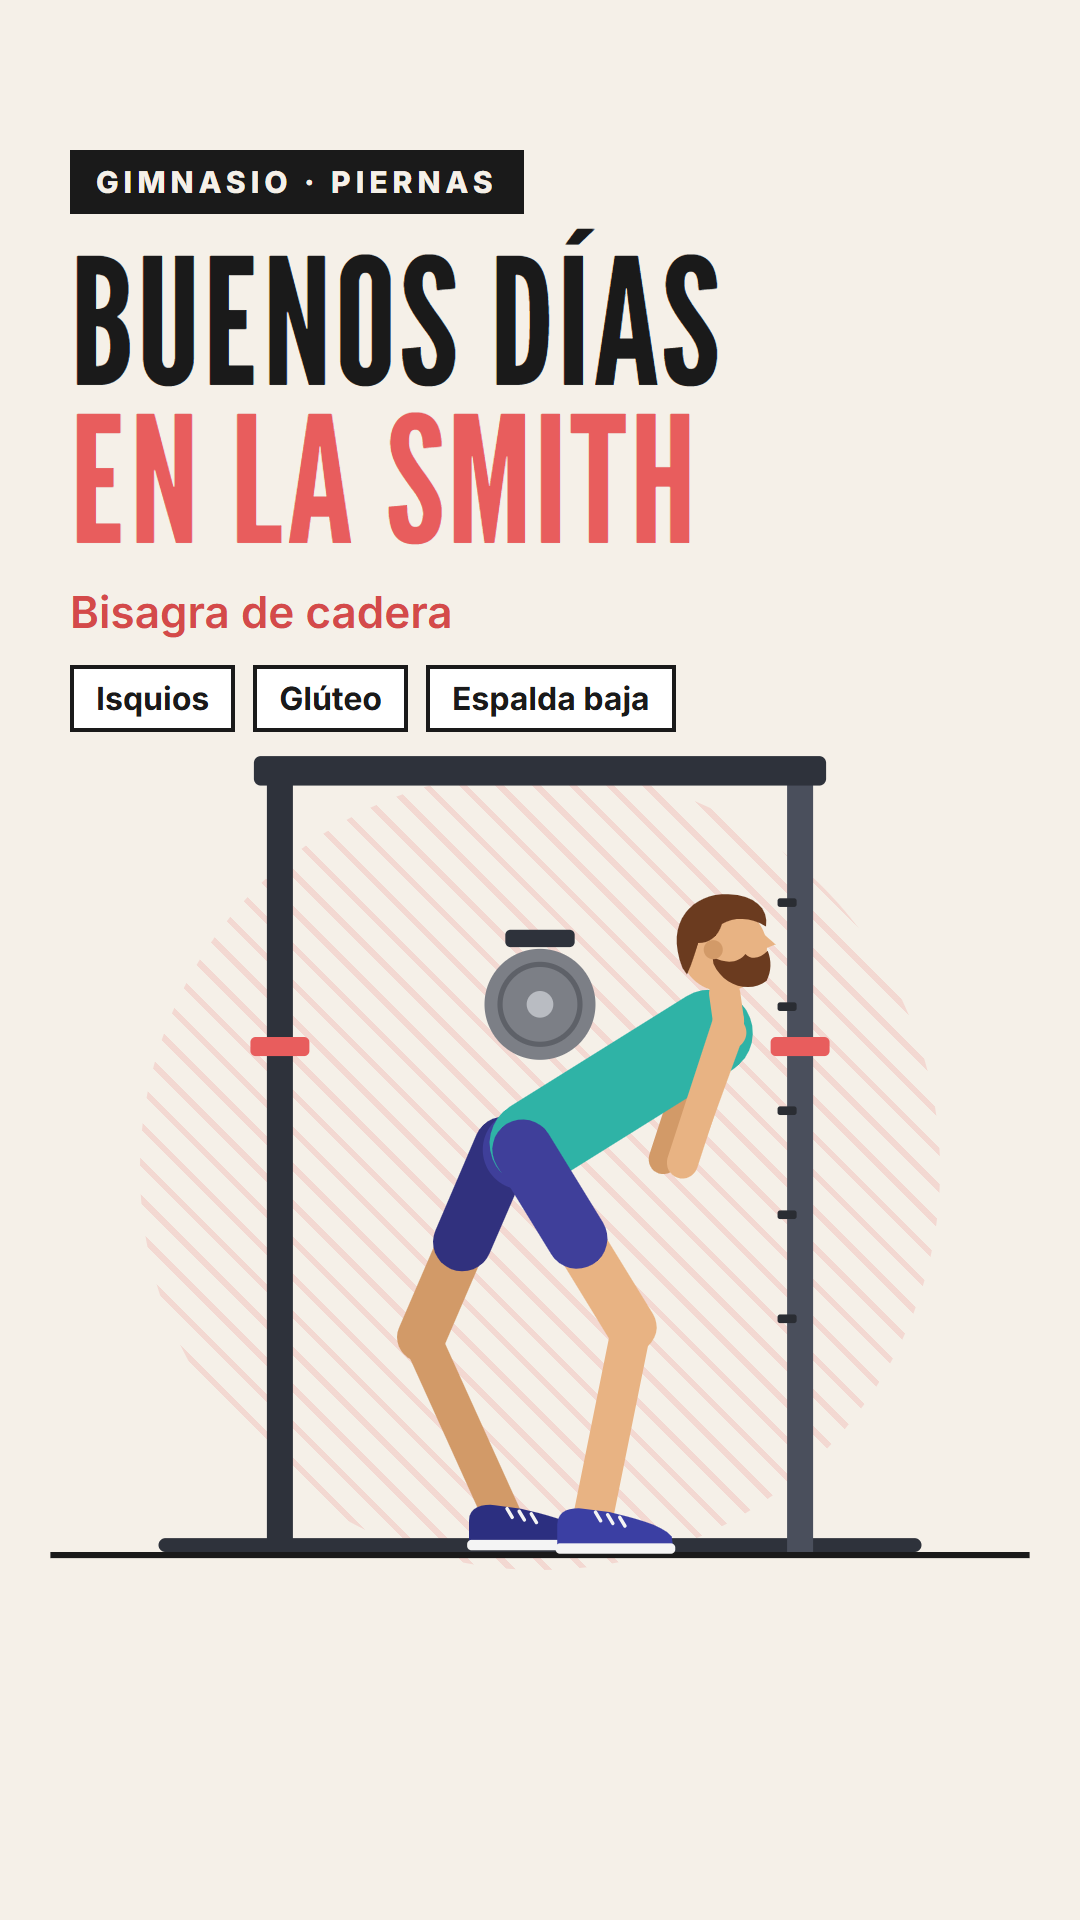 GIMNASIO · PIERNAS
BUENOS DÍAS
EN LA SMITH
Bisagra de cadera
Isquios
Glúteo
Espalda baja